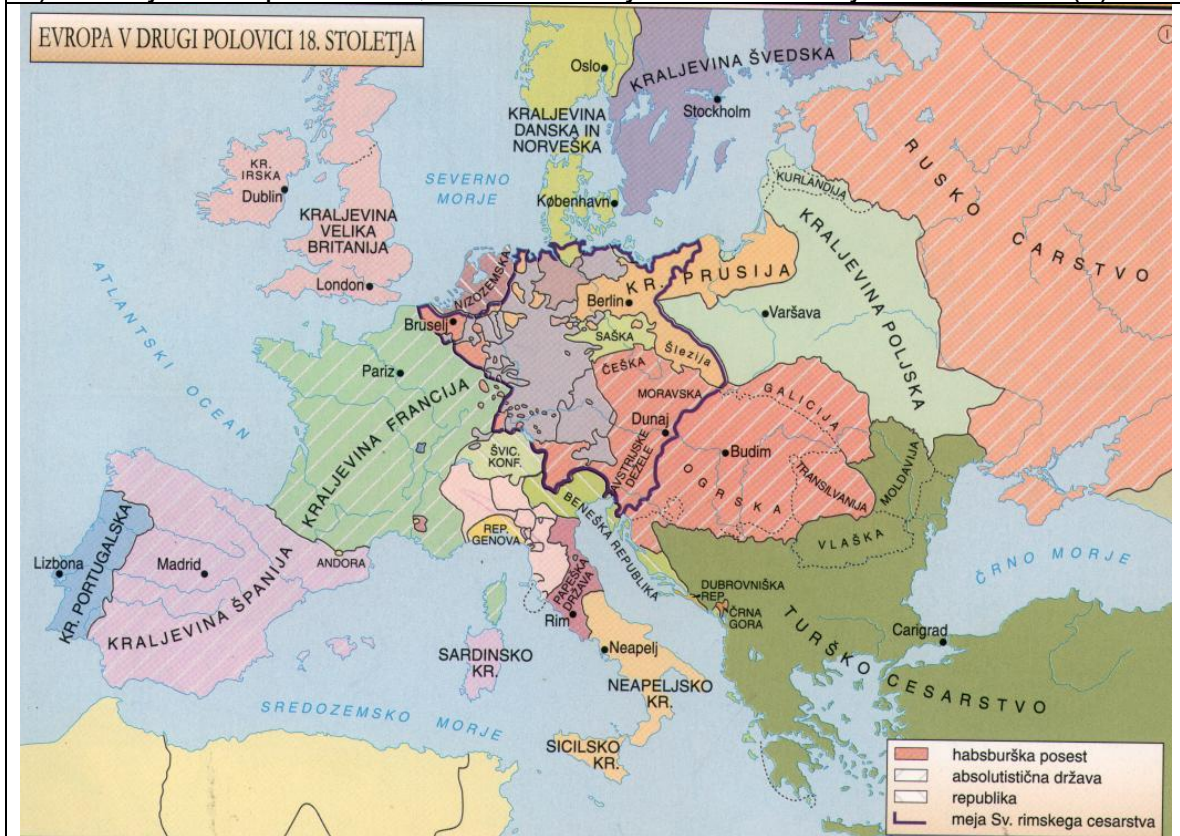 EVROPA V DRUGI POLOVICI 18. STOLETJA
Oslo
KRALJEVINA ŠVEDSKA
Stockholm
KRALJEVINA
DANSKA IN
NORVEŠKA
KR.
IRSKA
Dublin
SEVERNO
MORJE
København
KURLANDIJA
RUSKO
CARSTVO
KRALJEVINA
VELIKA
BRITANIJA
London
NIZOZEMSKA
KR. PRUSIJA
Berlin
KRALJEVINA POLJSKA
Varšava
ATLANTSKI OCEAN
Bruselj
SAŠKA
Šlezija
Pariz
ČEŠKA
MORAVSKA
GALICIJA
KRALJEVINA FRANCIJA
Dunaj
AVSTRIJSKE
DEŽELE
Budim
OGRSKA
TRANSILVANIJA
MOLDAVIJA
ŠVIC.
KONF.
BENEŠKA REPUBLIKA
VLAŠKA
REP.
GENOVA
ČRNO MORJE
KR. PORTUGALSKA
Lizbona
Madrid
ANDORA
KRALJEVINA ŠPANIJA
PAPEŠKA
DRŽAVA
Rim
DUBROVNIŠKA
REP.
ČRNA
GORA
Carigrad
TURŠKO CESARSTVO
SARDINSKO
KR.
Neapelj
NEAPELJSKO
KR.
SREDOZEMSKO MORJE
SICILSKO
KR.
habsburška posest
absolutistična država
republika
meja Sv. rimskega cesarstva